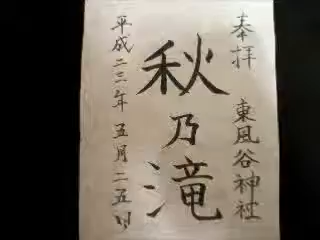 奉拝 東風谷神社
秋乃滝
平成二三年五月二五日